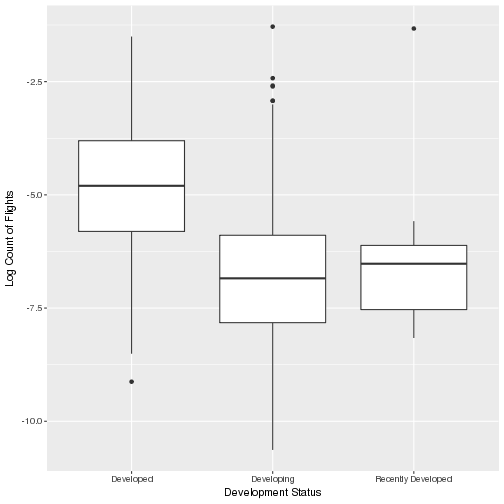 Log Count of Flights
-2.5
-5.0
-7.5
-10.0
Developed
Developing
Recently Developed
Development Status